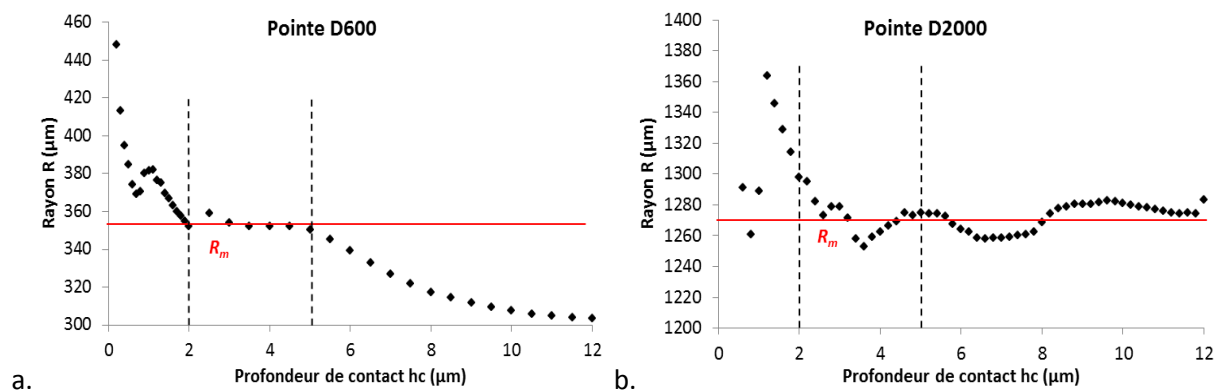 Pointe D600
Rayon R (µm)
460
440
420
400
380
360
340
320
300
R_m
0 2 4 6 8 10 12
Profondeur de contact hc (µm)
a.
Pointe D2000
Rayon R (µm)
1400
1380
1360
1340
1320
1300
1280
1260
1240
1220
1200
R_m
0 2 4 6 8 10 12
Profondeur de contact hc (µm)
b.